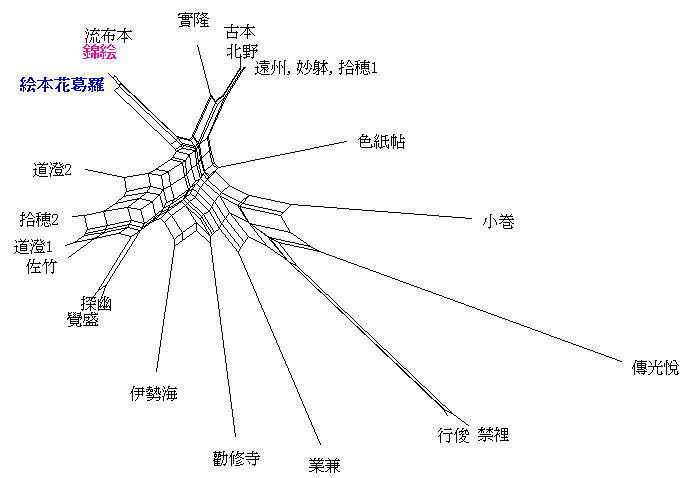 實隆
古本
流布本
北野
錦絵
遠州,妙躰,拾穗1
絵本花葛羅
色紙帖
道澄2
拾穗2
小巻
道澄1
佐竹
探幽
覺盛
傳光悅
伊勢海
行俊
禁裡
勸修寺
業兼